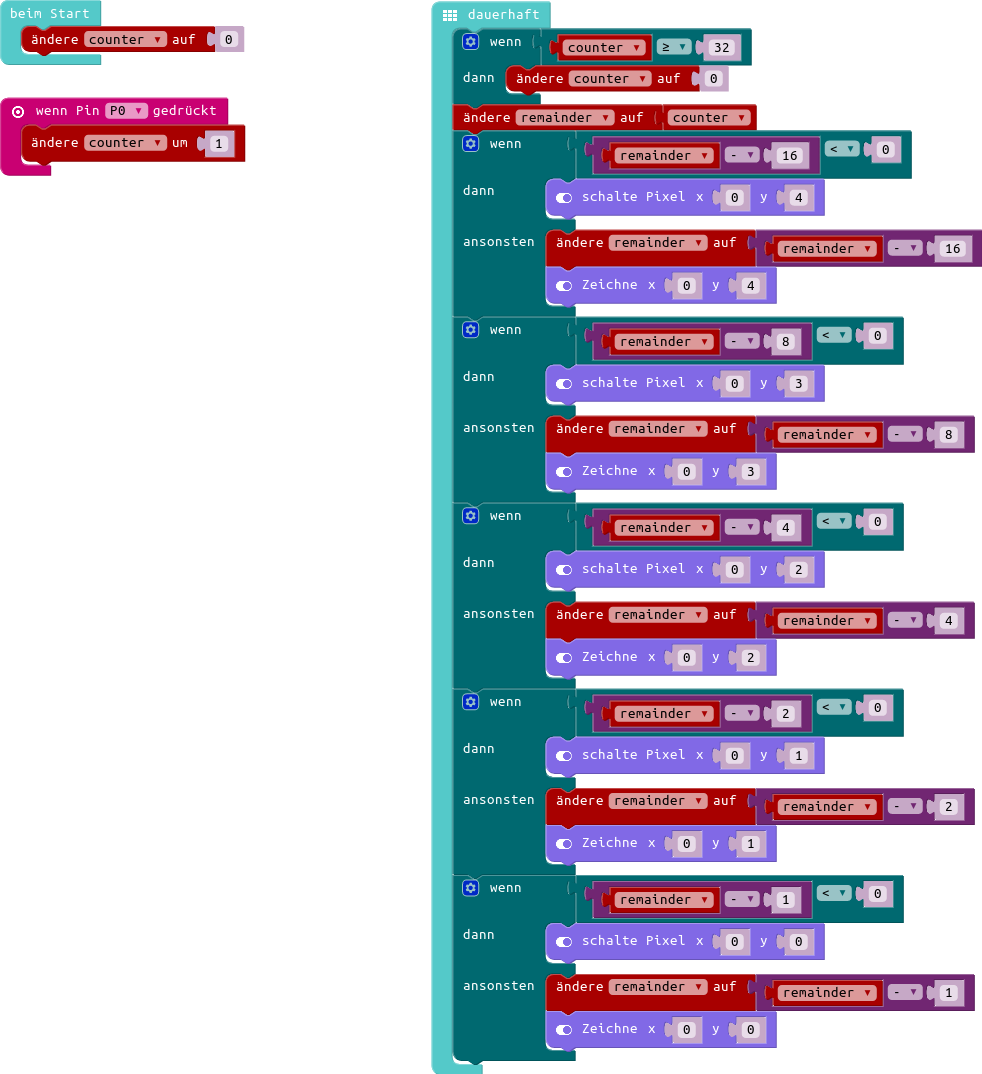 beim Start
ändere counter auf 0
wenn Pin P0 gedrückt
ändere counter um 1
dauerhaft
wenn counter ≥ 32
dann ändere counter auf 0
ändere remainder auf counter
wenn remainder - 16 < 0
dann schalte Pixel x 0 y 4
ansonsten ändere remainder auf remainder - 16
Zeichne x 0 y 4
wenn remainder - 8 < 0
dann schalte Pixel x 0 y 3
ansonsten ändere remainder auf remainder - 8
Zeichne x 0 y 3
wenn remainder - 4 < 0
dann schalte Pixel x 0 y 2
ansonsten ändere remainder auf remainder - 4
Zeichne x 0 y 2
wenn remainder - 2 < 0
dann schalte Pixel x 0 y 1
ansonsten ändere remainder auf remainder - 2
Zeichne x 0 y 1
wenn remainder - 1 < 0
dann schalte Pixel x 0 y 0
ansonsten ändere remainder auf remainder - 1
Zeichne x 0 y 0